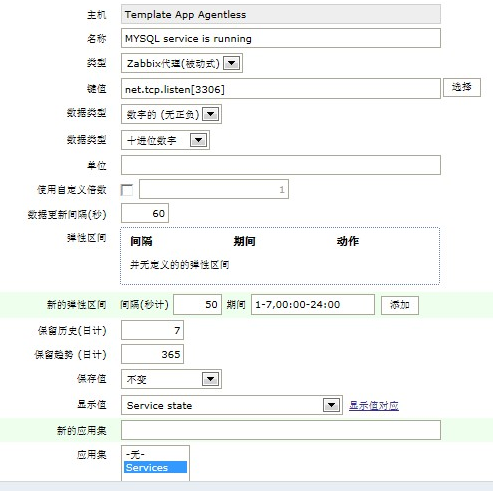 主机 Template App Agentless
名称 MYSQL service is running
类型 Zabbix代理(被动式)
键值 net.tcp.listen[3306] 选择
数据类型 数字的 (无正负)
数据类型 十进位数字
单位
使用自定义倍数 1
数据更新间隔(秒) 60
弹性区间 间隔 期间 动作
并无定义的的弹性区间
新的弹性区间 间隔(秒计) 50 期间 1-7,00:00-24:00 添加
保留历史(日计) 7
保留趋势 (日计) 365
保存值 不变
显示值 Service state 显示值对应
新的应用集
应用集 -无-
Services